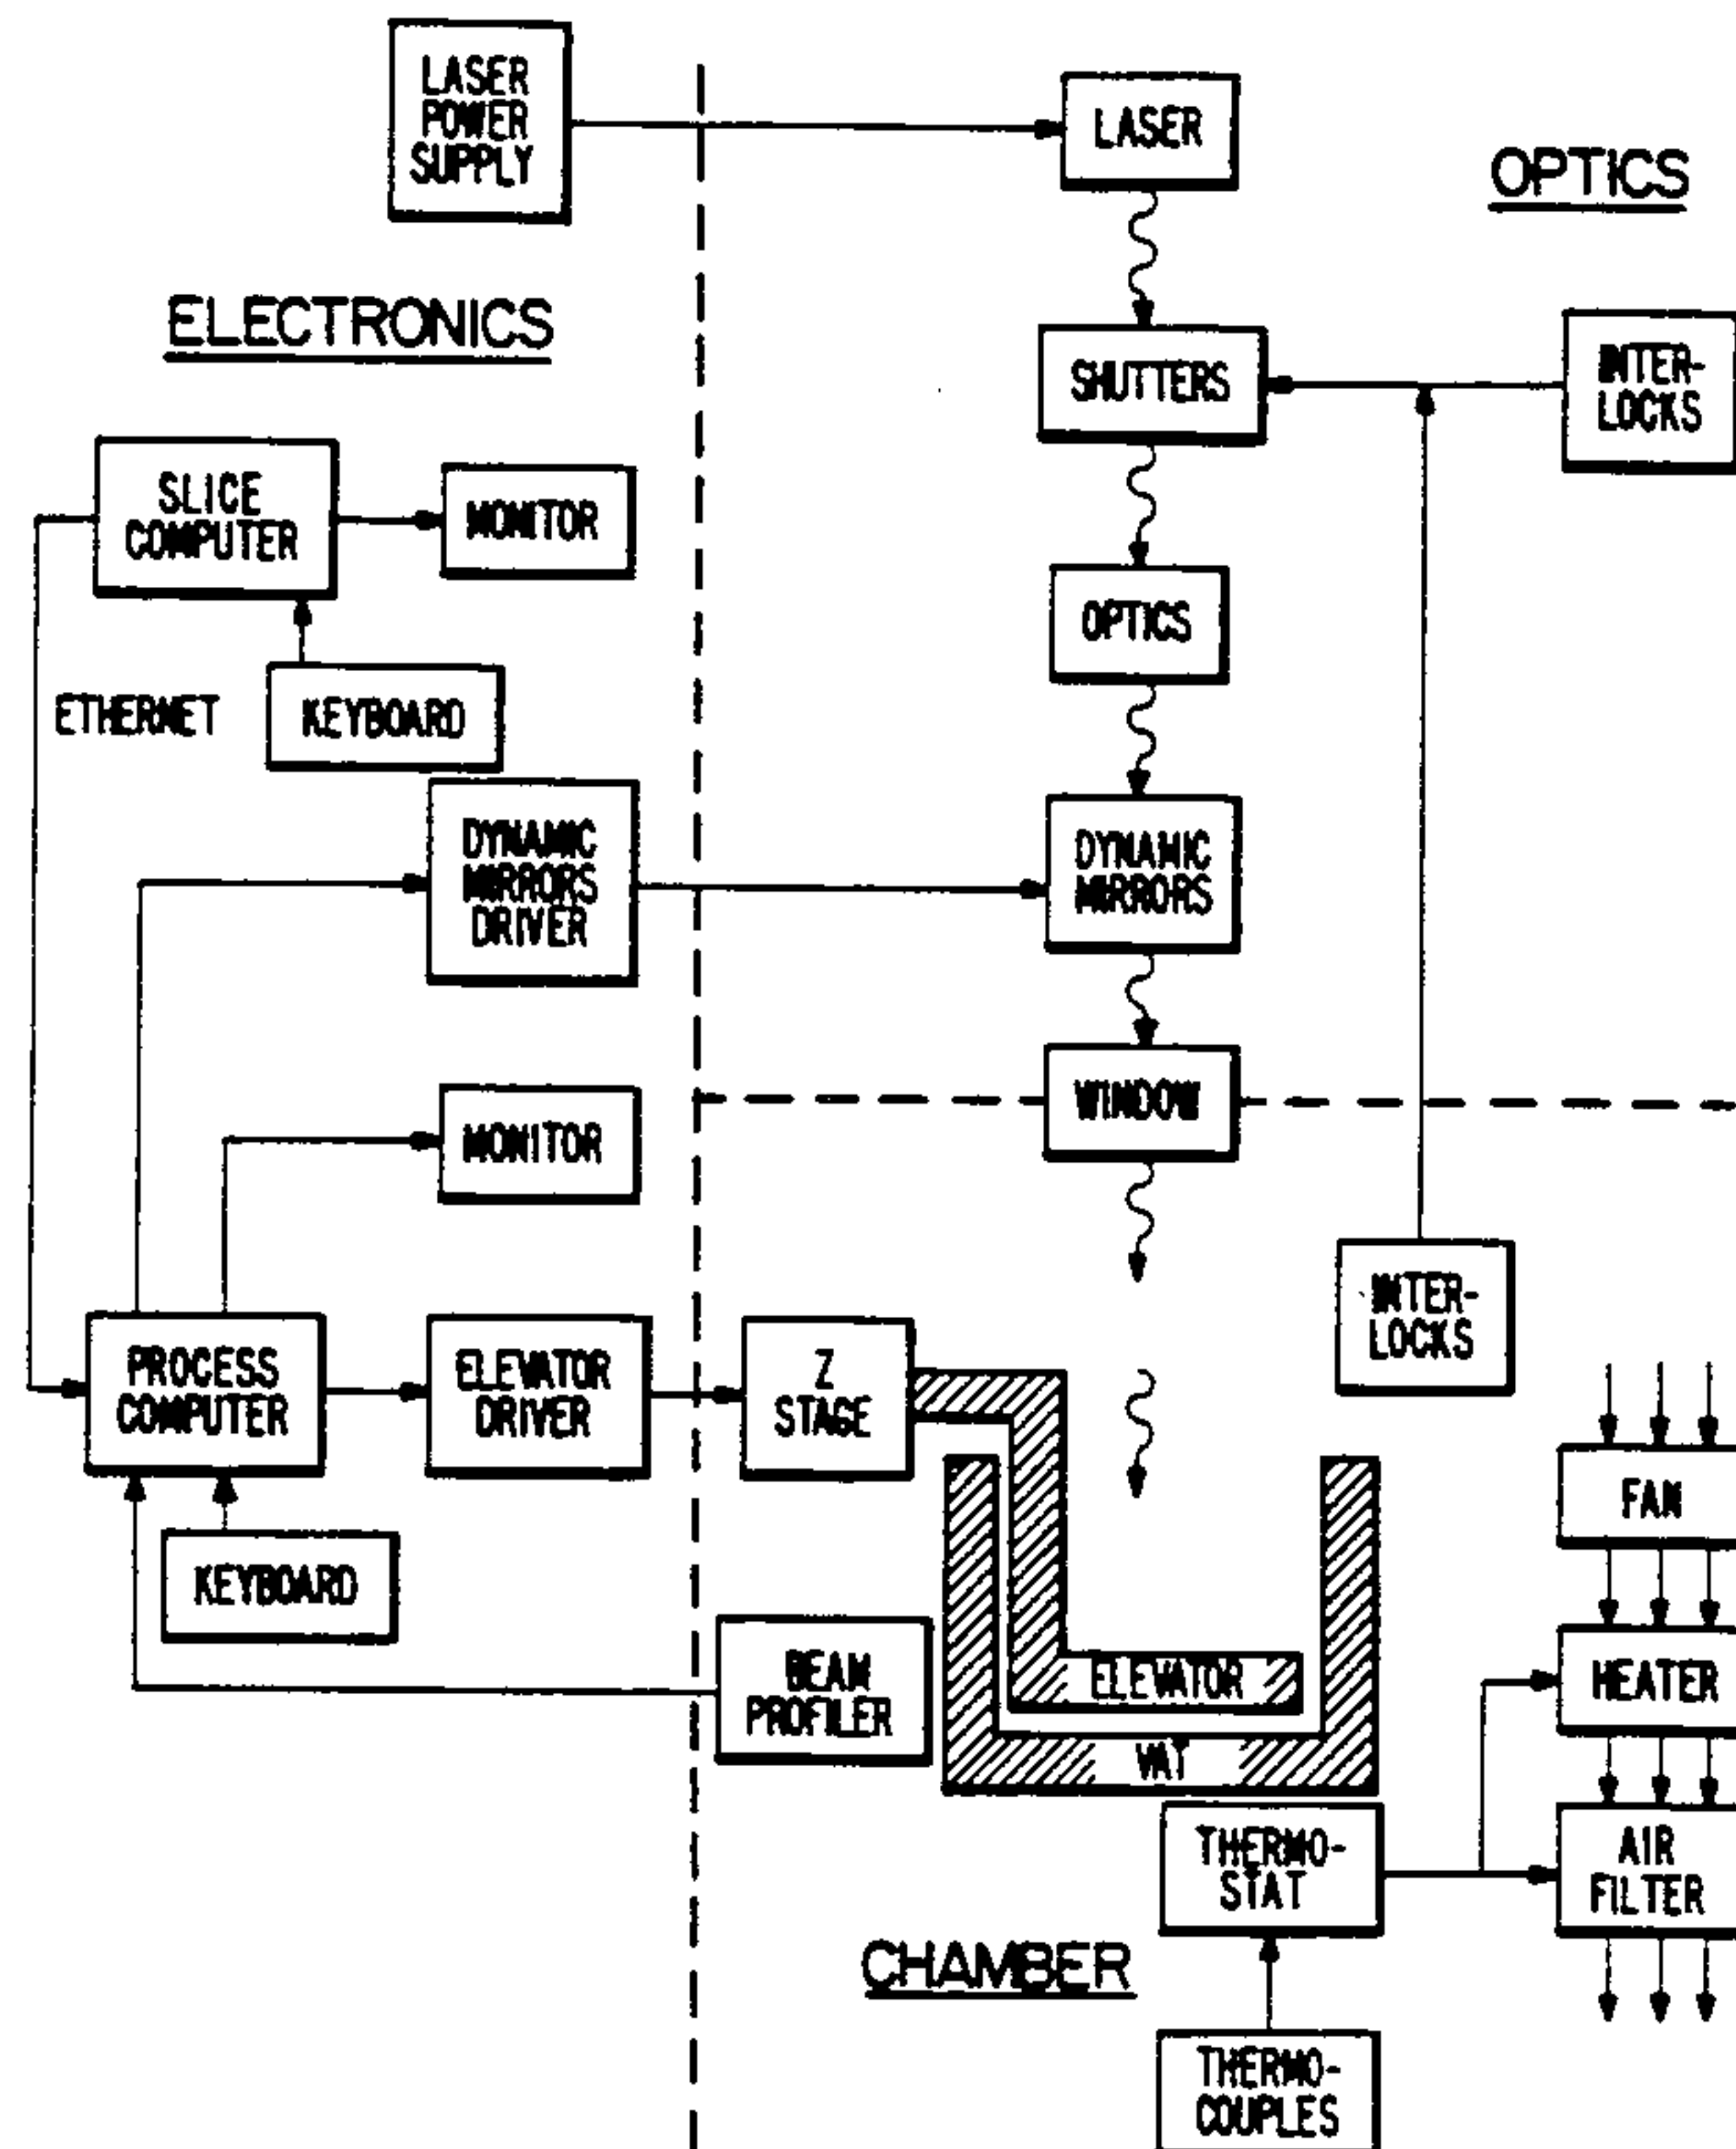 LASER
POWER
SUPPLY
LASER
OPTICS
ELECTRONICS
SHUTTERS
INTER-
LOCKS
SLICE
COMPUTER
MONITOR
OPTICS
ETHERNET
KEYBOARD
DYNAMIC
MIRRORS
DRIVER
DYNAMIC
MIRRORS
WINDOW
MONITOR
INTER-
LOCKS
PROCESS
COMPUTER
ELEVATOR
DRIVER
Z
STAGE
FAN
KEYBOARD
BEAM
PROFILER
ELEVATOR
HEATER
VAT
THERMO-
STAT
AIR
FILTER
CHAMBER
THERMO-
COUPLES